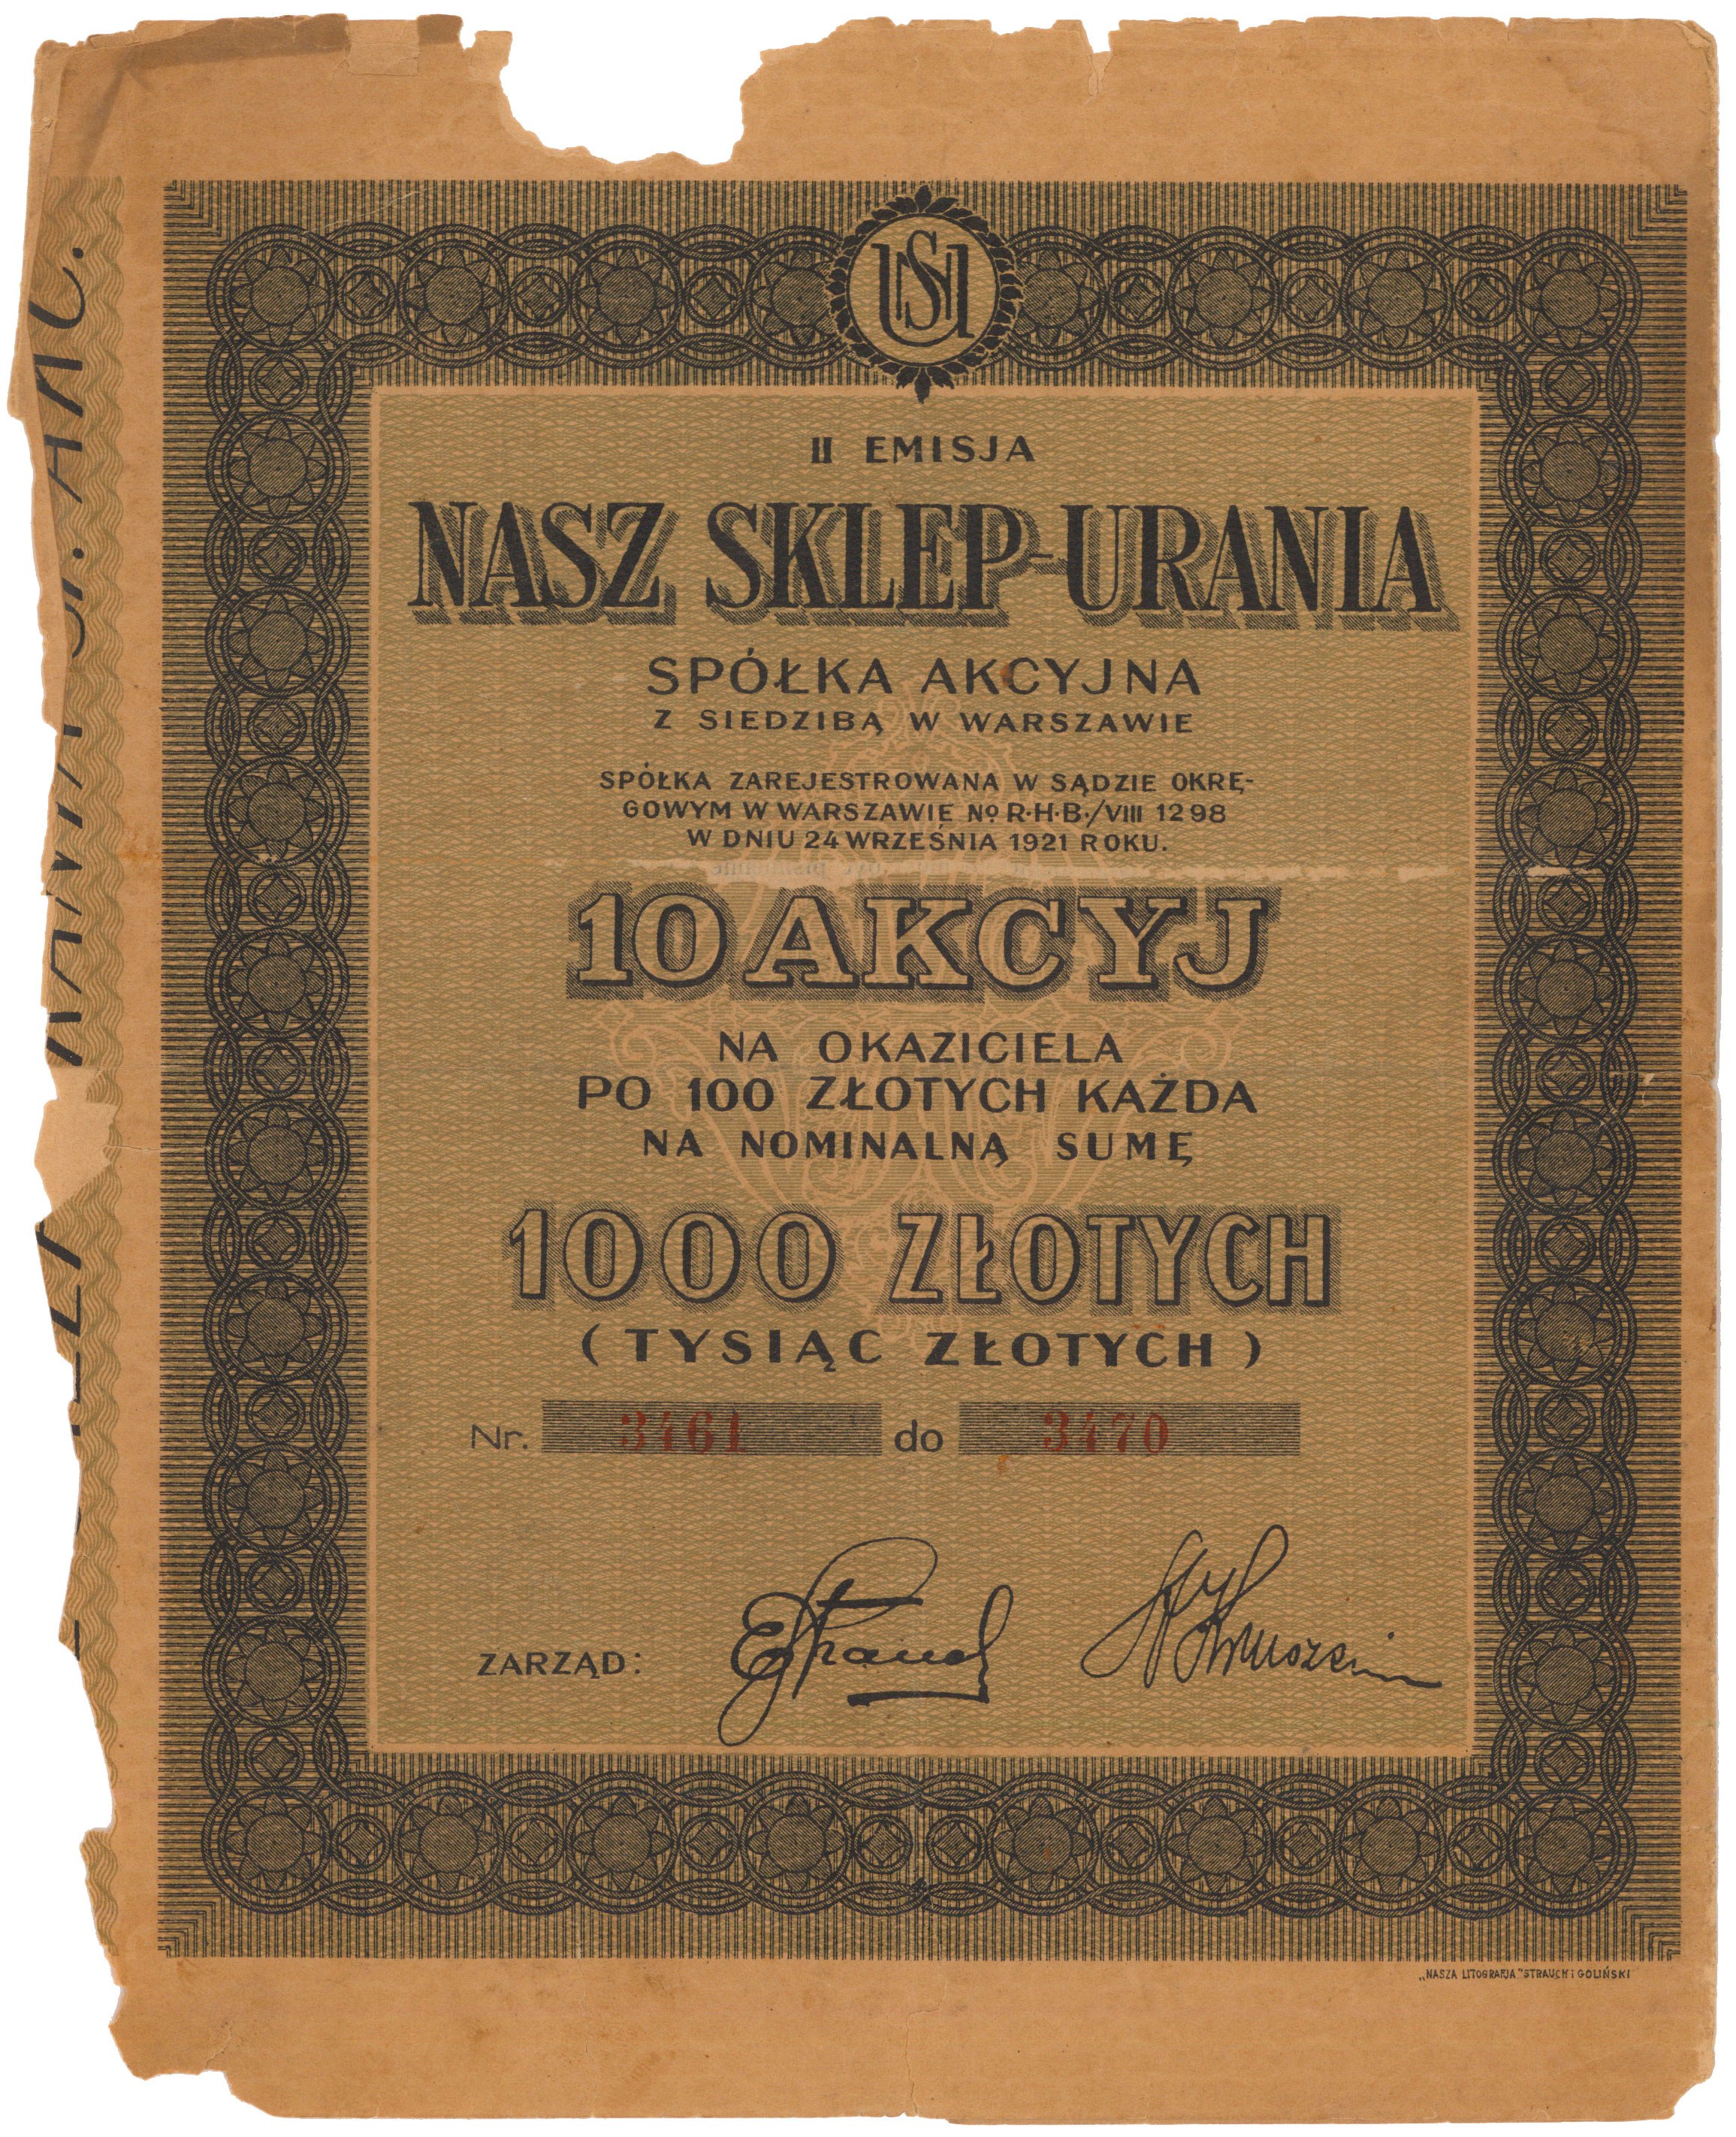 II EMISJA
NASZ SKLEP-URANIA
SPÓŁKA AKCYJNA
Z SIEDZIBĄ W WARSZAWIE
SPÓŁKA ZAREJESTROWANA W SĄDZIE OKRĘ-
GOWYM W WARSZAWIE Nº R·H·B·/VIII 1298
W DNIU 24 WRZEŚNIA 1921 ROKU.
10 AKCYJ
NA OKAZICIELA
PO 100 ZŁOTYCH KAŻDA
NA NOMINALNĄ SUMĘ
1000 ZŁOTYCH
(TYSIĄC ZŁOTYCH)
Nr. 3461 do 3470
ZARZĄD:
„NASZA LITOGRAFJA" STRAUCH i GOLIŃSKI